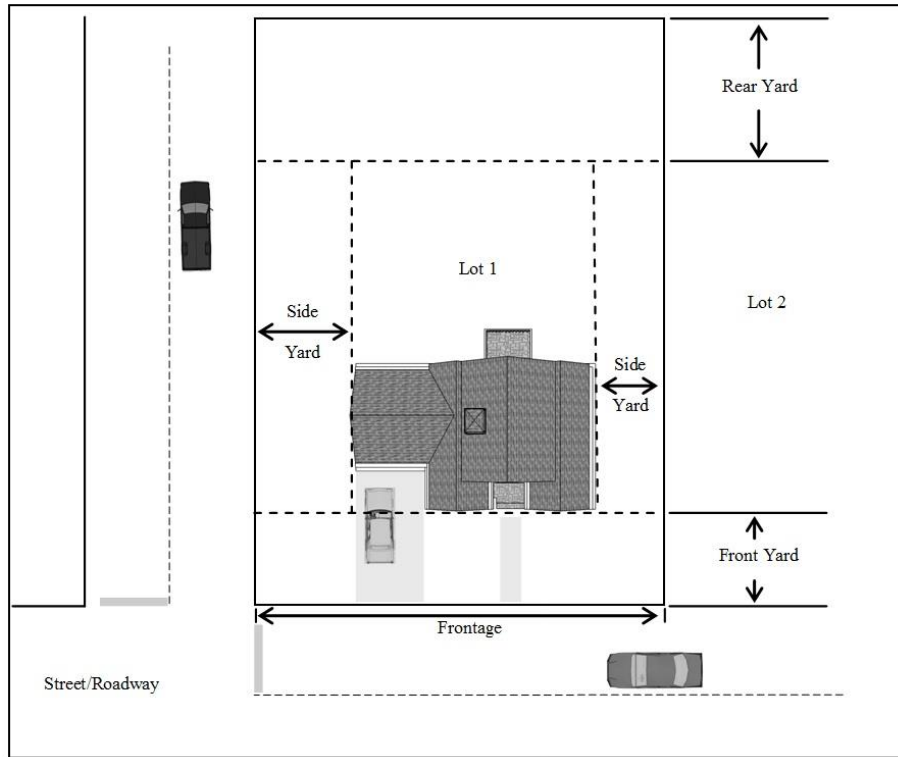 Rear Yard
Lot 1
Lot 2
Side
Yard
Side
Yard
Front Yard
Frontage
Street/Roadway